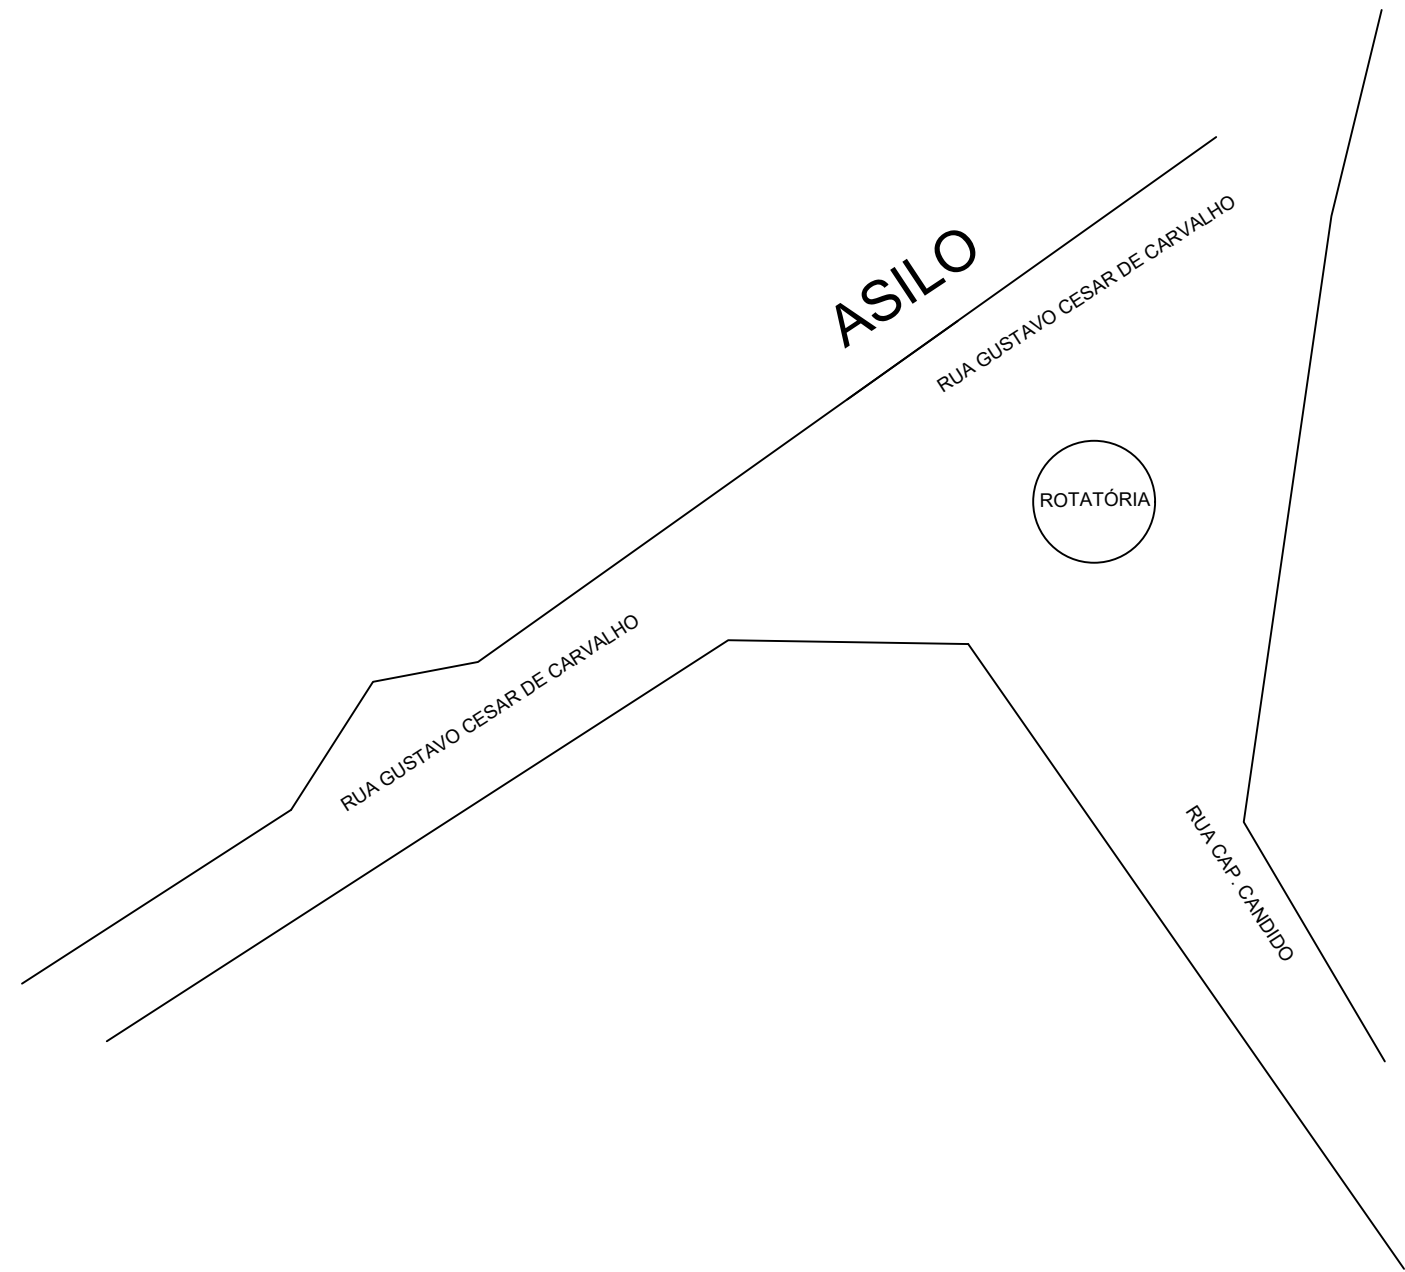 ASILO
RUA GUSTAVO CESAR DE CARVALHO
ROTATÓRIA
RUA GUSTAVO CESAR DE CARVALHO
RUA CAP. CANDIDO